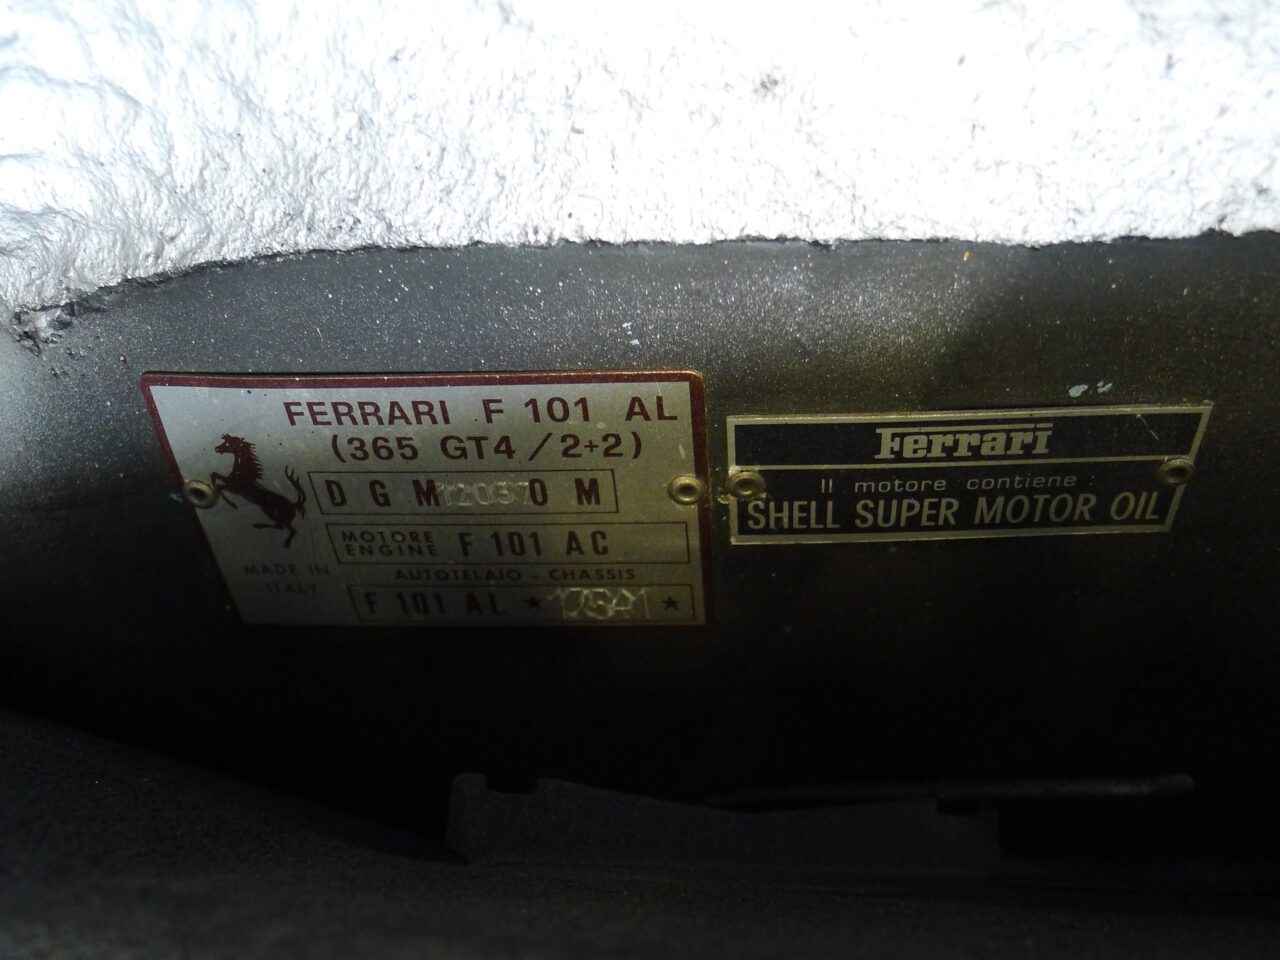 FERRARI F 101 AL
(365 GT4/2+2)
D G M 12037 O M
MOTORE
ENGINE F 101 AC
MADE IN
ITALY
AUTOTELAIO - CHASSIS
F 101 AL ★ ★
Ferrari
Il motore contiene:
SHELL SUPER MOTOR OIL